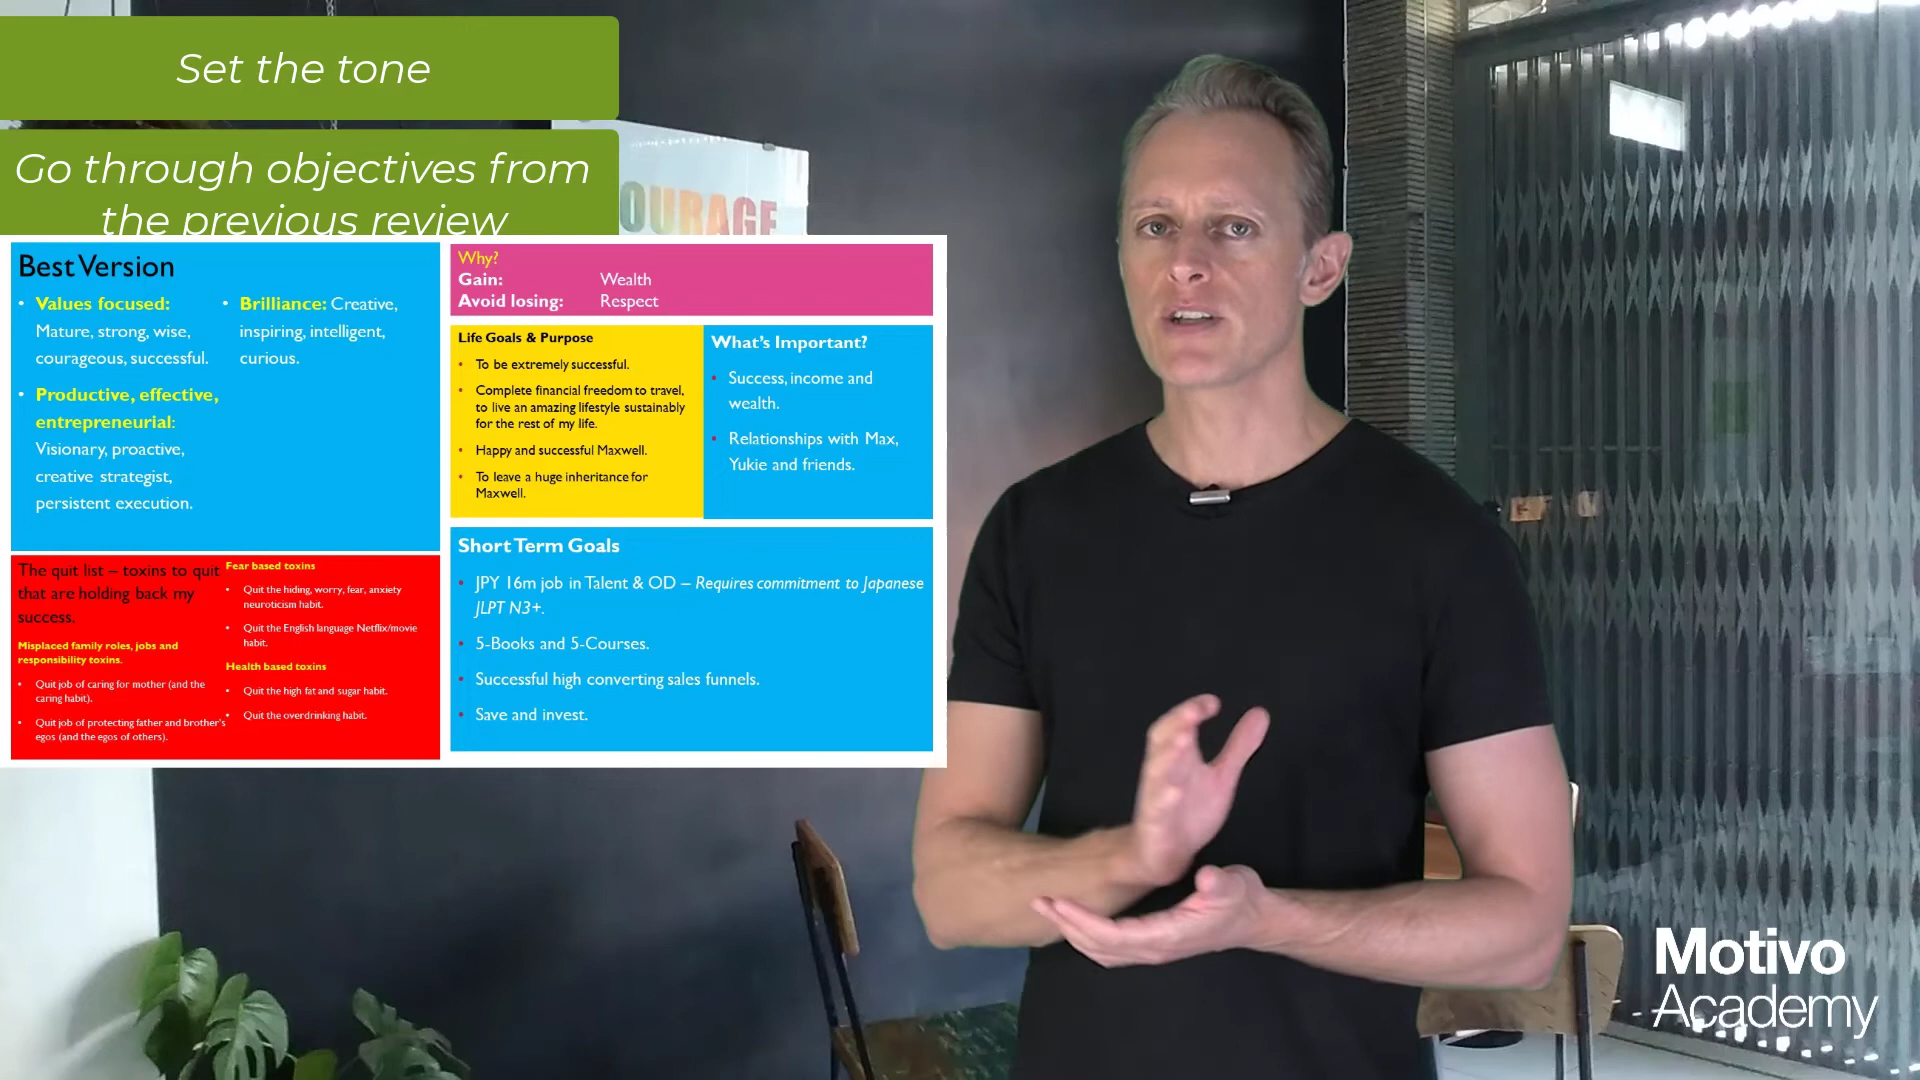 Set the tone
Go through objectives from
the previous review
OURAGE
Best Version
• Values focused:
Mature, strong, wise,
courageous, successful.
• Productive, effective,
entrepreneurial:
Visionary, proactive,
creative strategist,
persistent execution.
• Brilliance: Creative,
inspiring, intelligent,
curious.
Why?
Gain: Wealth
Avoid losing: Respect
Life Goals & Purpose
• To be extremely successful.
• Complete financial freedom to travel,
to live an amazing lifestyle sustainably
for the rest of my life.
• Happy and successful Maxwell.
• To leave a huge inheritance for
Maxwell.
What's Important?
• Success, income and
wealth.
• Relationships with Max,
Yukie and friends.
The quit list – toxins to quit
that are holding back my
success.
Misplaced family roles, jobs and
responsibility toxins.
• Quit job of caring for mother (and the
caring habit).
• Quit job of protecting father and brother's
egos (and the egos of others).
Fear based toxins
• Quit the hiding, worry, fear, anxiety
neuroticism habit.
• Quit the English language Netflix/movie
habit.
Health based toxins
• Quit the high fat and sugar habit.
• Quit the overdrinking habit.
Short Term Goals
• JPY 16m job in Talent & OD – Requires commitment to Japanese
JLPT N3+.
• 5-Books and 5-Courses.
• Successful high converting sales funnels.
• Save and invest.
Motivo
Academy